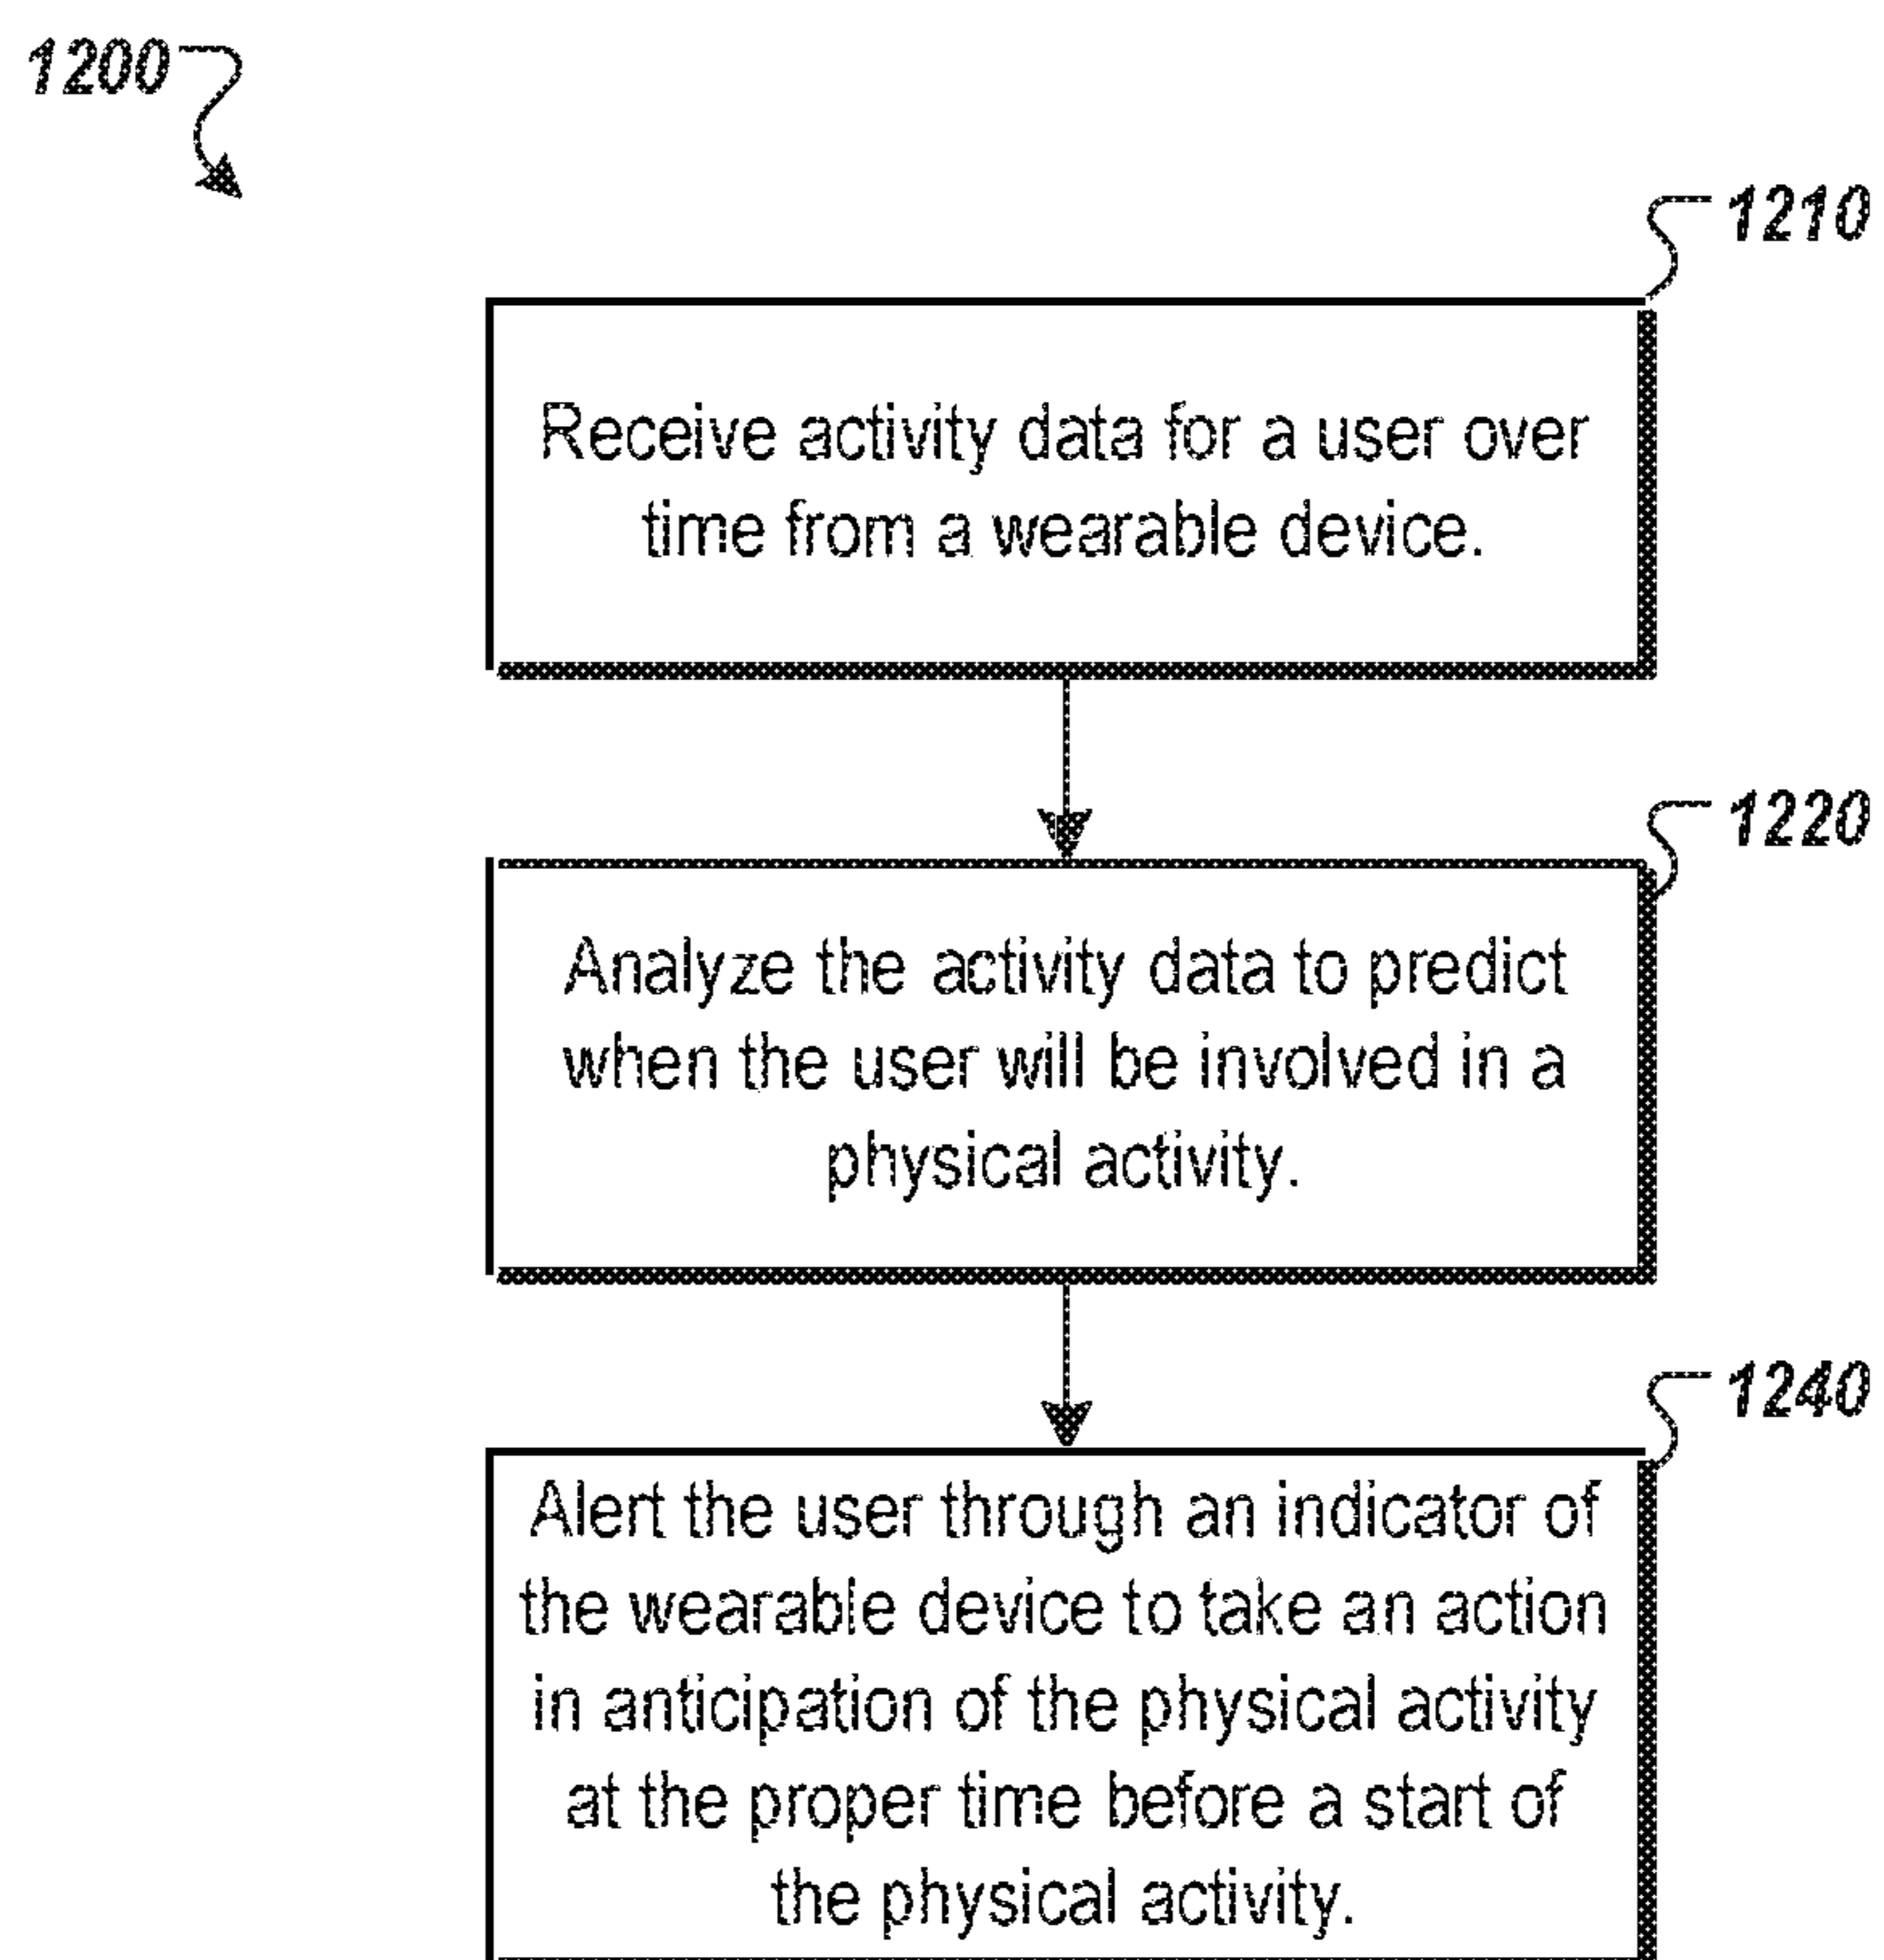 1200
1210
Receive activity data for a user over
time from a wearable device.
1220
Analyze the activity data to predict
when the user will be involved in a
physical activity.
1240
Alert the user through an indicator of
the wearable device to take an action
in anticipation of the physical activity
at the proper time before a start of
the physical activity.